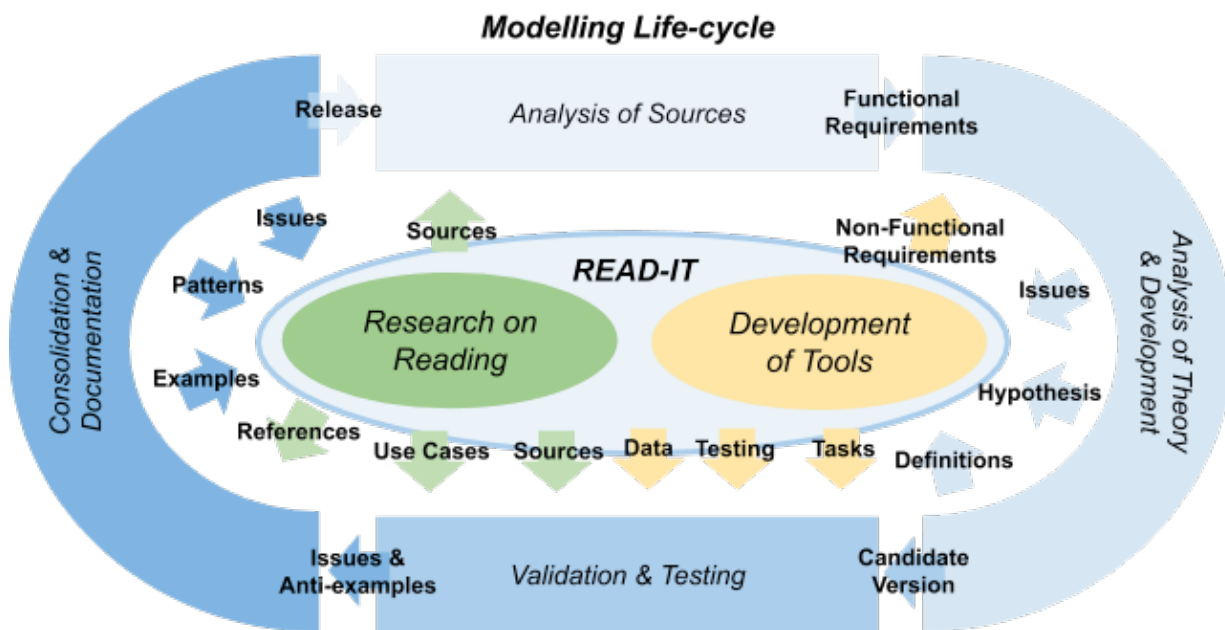 Modelling Life-cycle
Release
Analysis of Sources
Functional
Requirements
Issues
Sources
Non-Functional
Requirements
READ-IT
Patterns
Issues
Research on
Reading
Development
of Tools
Consolidation &
Documentation
Analysis of Theory
& Development
Examples
Hypothesis
References
Use Cases
Sources
Data
Testing
Tasks
Definitions
Issues &
Anti-examples
Validation & Testing
Candidate
Version